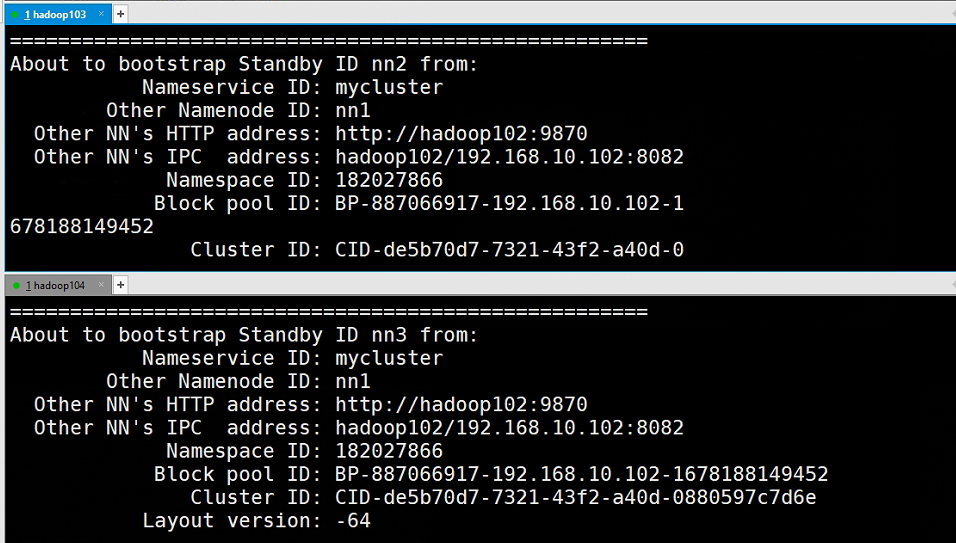 1 hadoop103 × +
=====================================================
About to bootstrap Standby ID nn2 from:
Nameservice ID: mycluster
Other Namenode ID: nn1
Other NN's HTTP address: http://hadoop102:9870
Other NN's IPC  address: hadoop102/192.168.10.102:8082
Namespace ID: 182027866
Block pool ID: BP-887066917-192.168.10.102-1
678188149452
Cluster ID: CID-de5b70d7-7321-43f2-a40d-0
1 hadoop104 × +
=====================================================
About to bootstrap Standby ID nn3 from:
Nameservice ID: mycluster
Other Namenode ID: nn1
Other NN's HTTP address: http://hadoop102:9870
Other NN's IPC  address: hadoop102/192.168.10.102:8082
Namespace ID: 182027866
Block pool ID: BP-887066917-192.168.10.102-1678188149452
Cluster ID: CID-de5b70d7-7321-43f2-a40d-0880597c7d6e
Layout version: -64